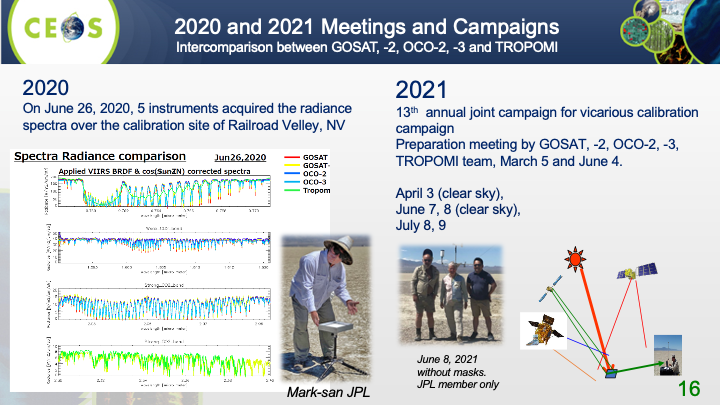 CEOS
2020 and 2021 Meetings and Campaigns
Intercomparison between GOSAT, -2, OCO-2, -3 and TROPOMI
2020
On June 26, 2020, 5 instruments acquired the radiance
spectra over the calibration site of Railroad Velley, NV
Spectra Radiance comparison Jun26,2020
Applied VIIRS BRDF & cos(SunZN) corrected spectra
GOSAT
GOSAT-
OCO-2
OCO-3
Tropom
Mark-san JPL
2021
13th annual joint campaign for vicarious calibration
campaign
Preparation meeting by GOSAT, -2, OCO-2, -3,
TROPOMI team, March 5 and June 4.
April 3 (clear sky),
June 7, 8 (clear sky),
July 8, 9
June 8, 2021
without masks.
JPL member only
16